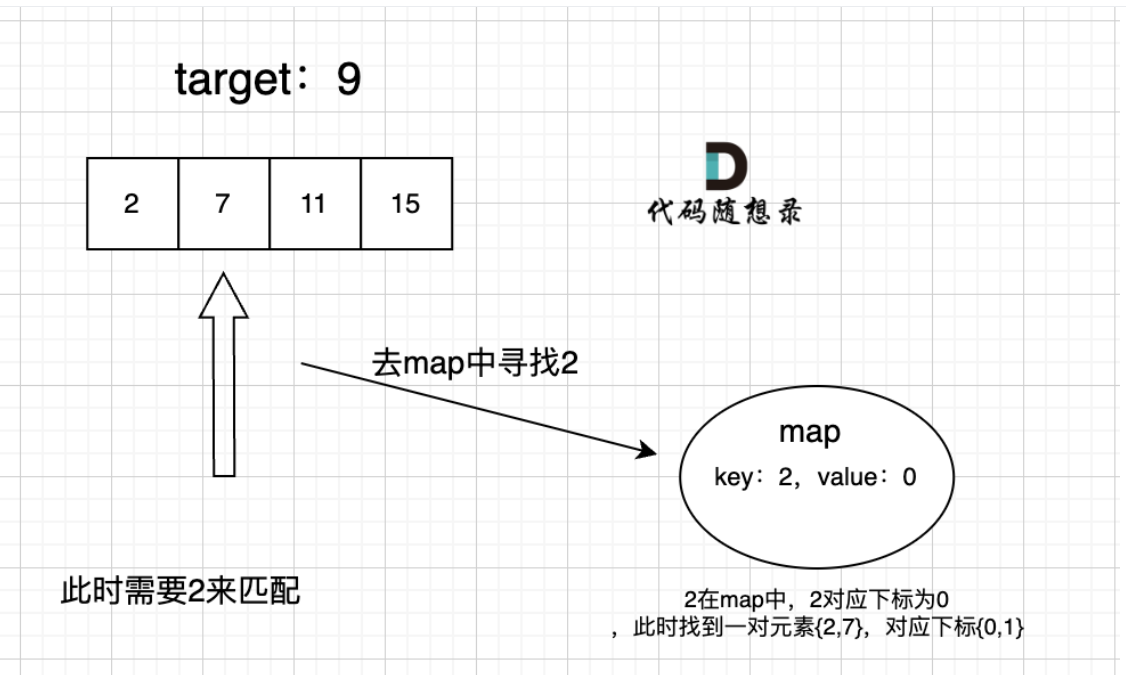 target：9
2
7
11
15
代码随想录
去map中寻找2
map
key：2，value：0
此时需要2来匹配
2在map中，2对应下标为0
，此时找到一对元素{2,7}，对应下标{0,1}